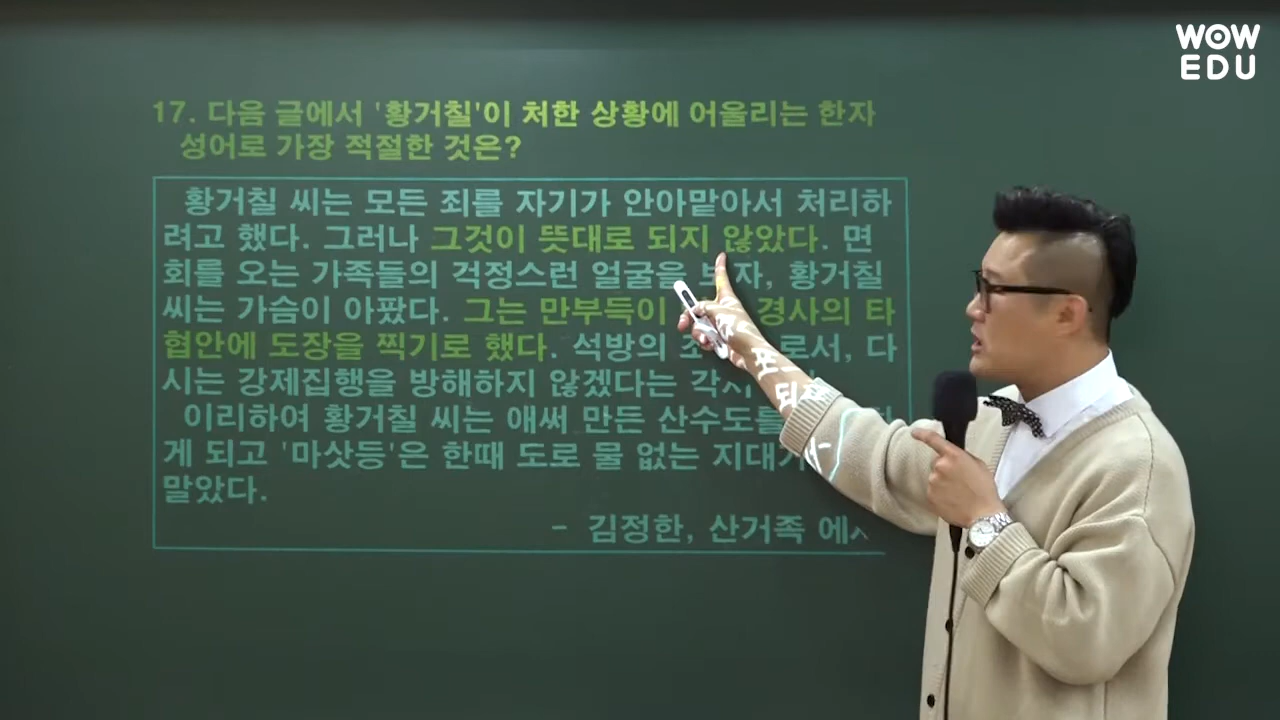 WOW
EDU
17. 다음 글에서 '황거칠'이 처한 상황에 어울리는 한자
성어로 가장 적절한 것은?
황거칠 씨는 모든 죄를 자기가 안아맡아서 처리하
려고 했다. 그러나 그것이 뜻대로 되지 않았다. 면
회를 오는 가족들의 걱정스런 얼굴을 보자, 황거칠
씨는 가슴이 아팠다. 그는 만부득이 경사의 타
협안에 도장을 찍기로 했다. 석방의 다
시는 강제집행을 방해하지 않겠다는
이리하여 황거칠 씨는 애써 만든 산수도를
게 되고 '마삿등'은 한때 도로 물 없는 지대가
말았다.
- 김정한, 산거족 에서